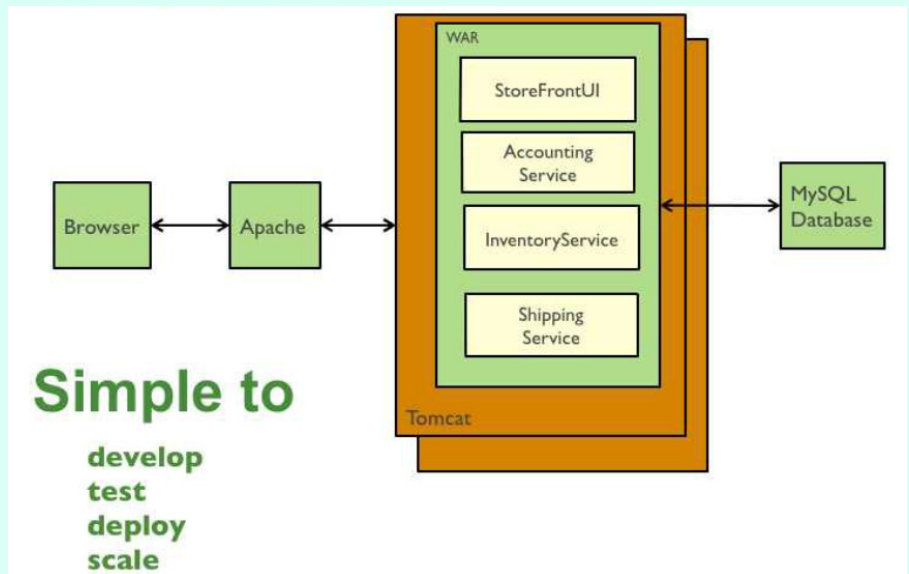 WAR
StoreFrontUI
Accounting
Service
InventoryService
Shipping
Service
Tomcat
Browser
Apache
MySQL
Database
Simple to
develop
test
deploy
scale